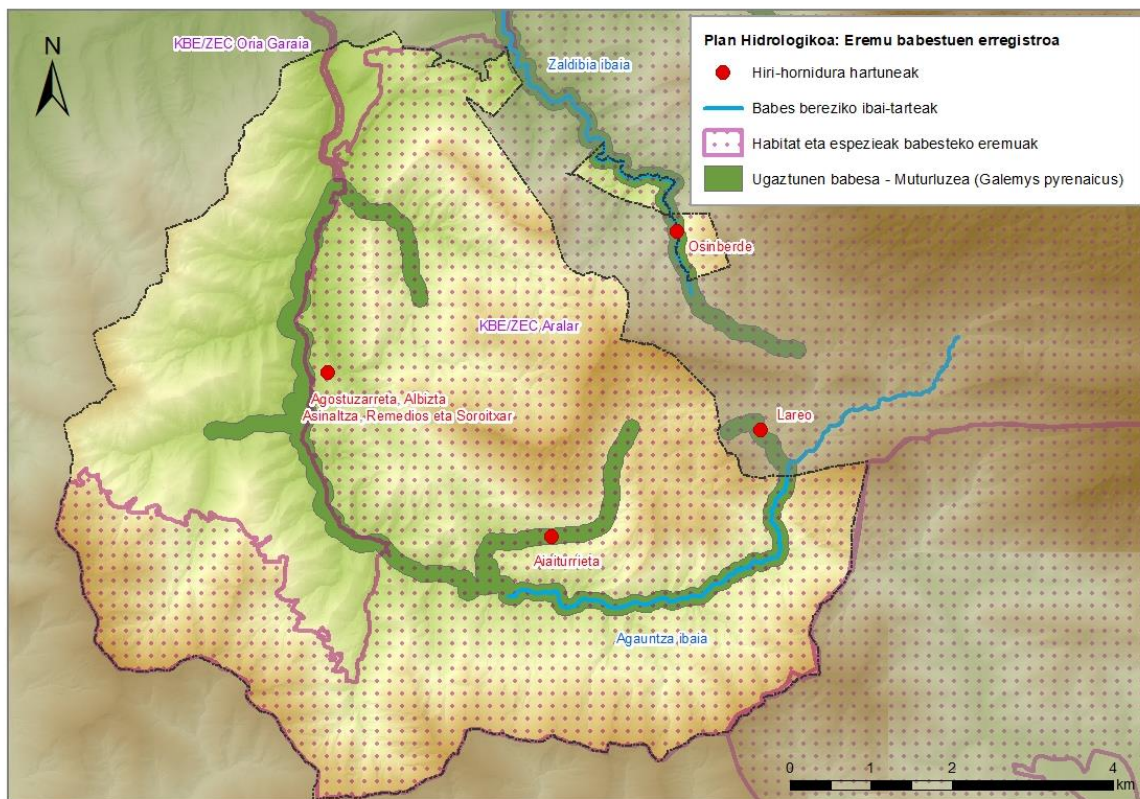 N
KBE/ZEC Oria Garaia
Zaldibia ibaia
Plan Hidrologikoa: Eremu babestuen erregistroa
Hiri-hornidura hartuneak
Babes bereziko ibai-tarteak
Habitat eta espezieak babesteko eremuak
Ugaztunen babesa - Muturluzea (Galemys pyrenaicus)
Osinberde
KBE/ZEC Aralar
Agostuzarreta, Albizta
Asinaltza, Remedios eta Soroitxar
Lareo
Aiaiturrieta
Agauntza ibaia
0 1 2 4
km